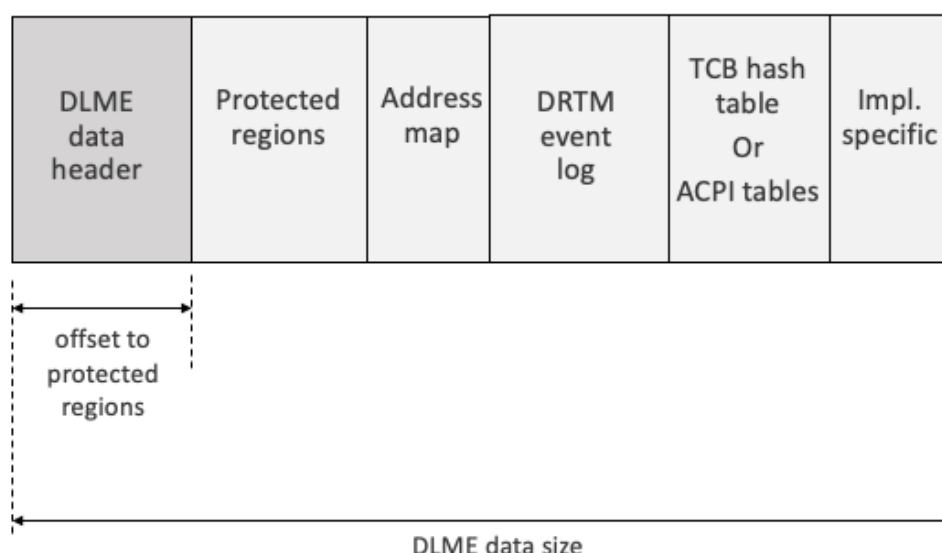 DLME
data
header
Protected
regions
Address
map
DRTM
event
log
TCB hash
table
Or
ACPI tables
Impl.
specific
offset to
protected
regions
DLME data size